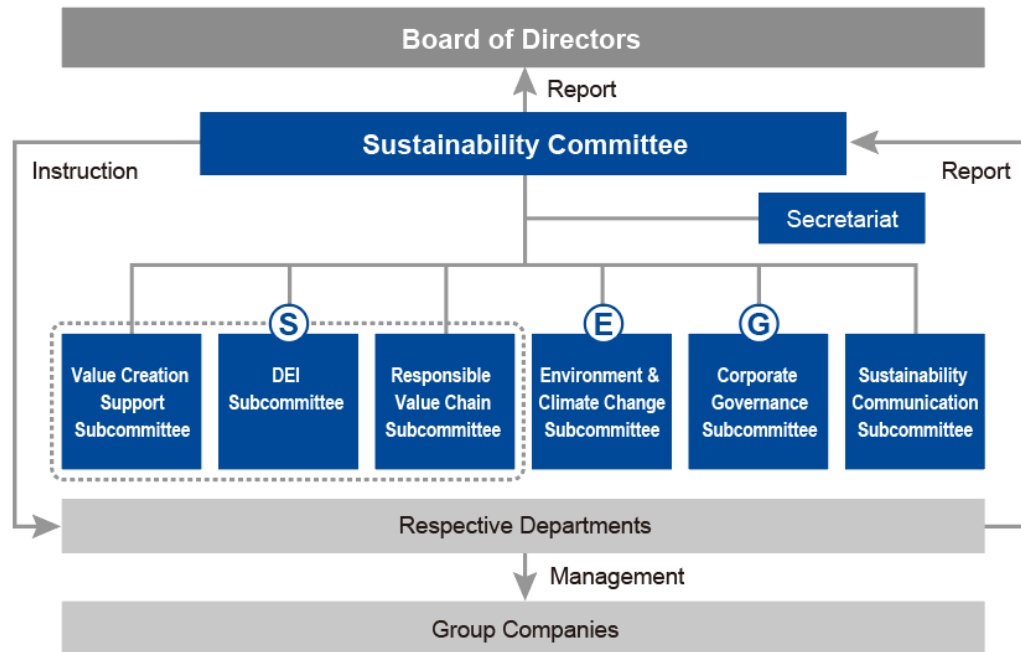 Board of Directors
Report
Sustainability Committee
Instruction
Report
Secretariat
S
E
G
Value Creation
Support
Subcommittee
DEI
Subcommittee
Responsible
Value Chain
Subcommittee
Environment &
Climate Change
Subcommittee
Corporate
Governance
Subcommittee
Sustainability
Communication
Subcommittee
Respective Departments
Management
Group Companies